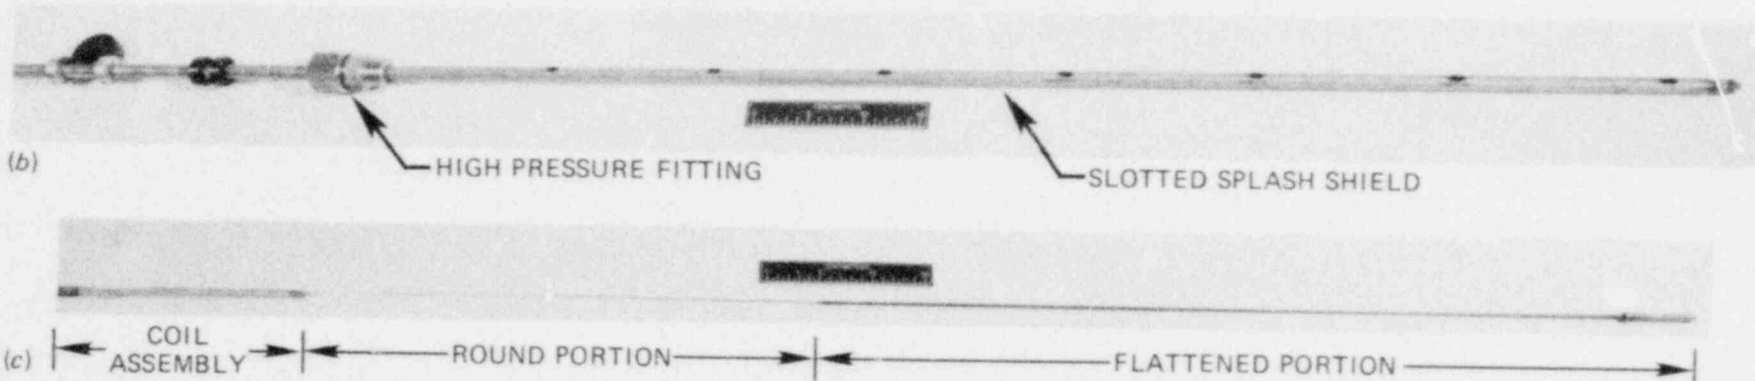 (b)
HIGH PRESSURE FITTING
SLOTTED SPLASH SHIELD
(c)
COIL
ASSEMBLY
ROUND PORTION
FLATTENED PORTION